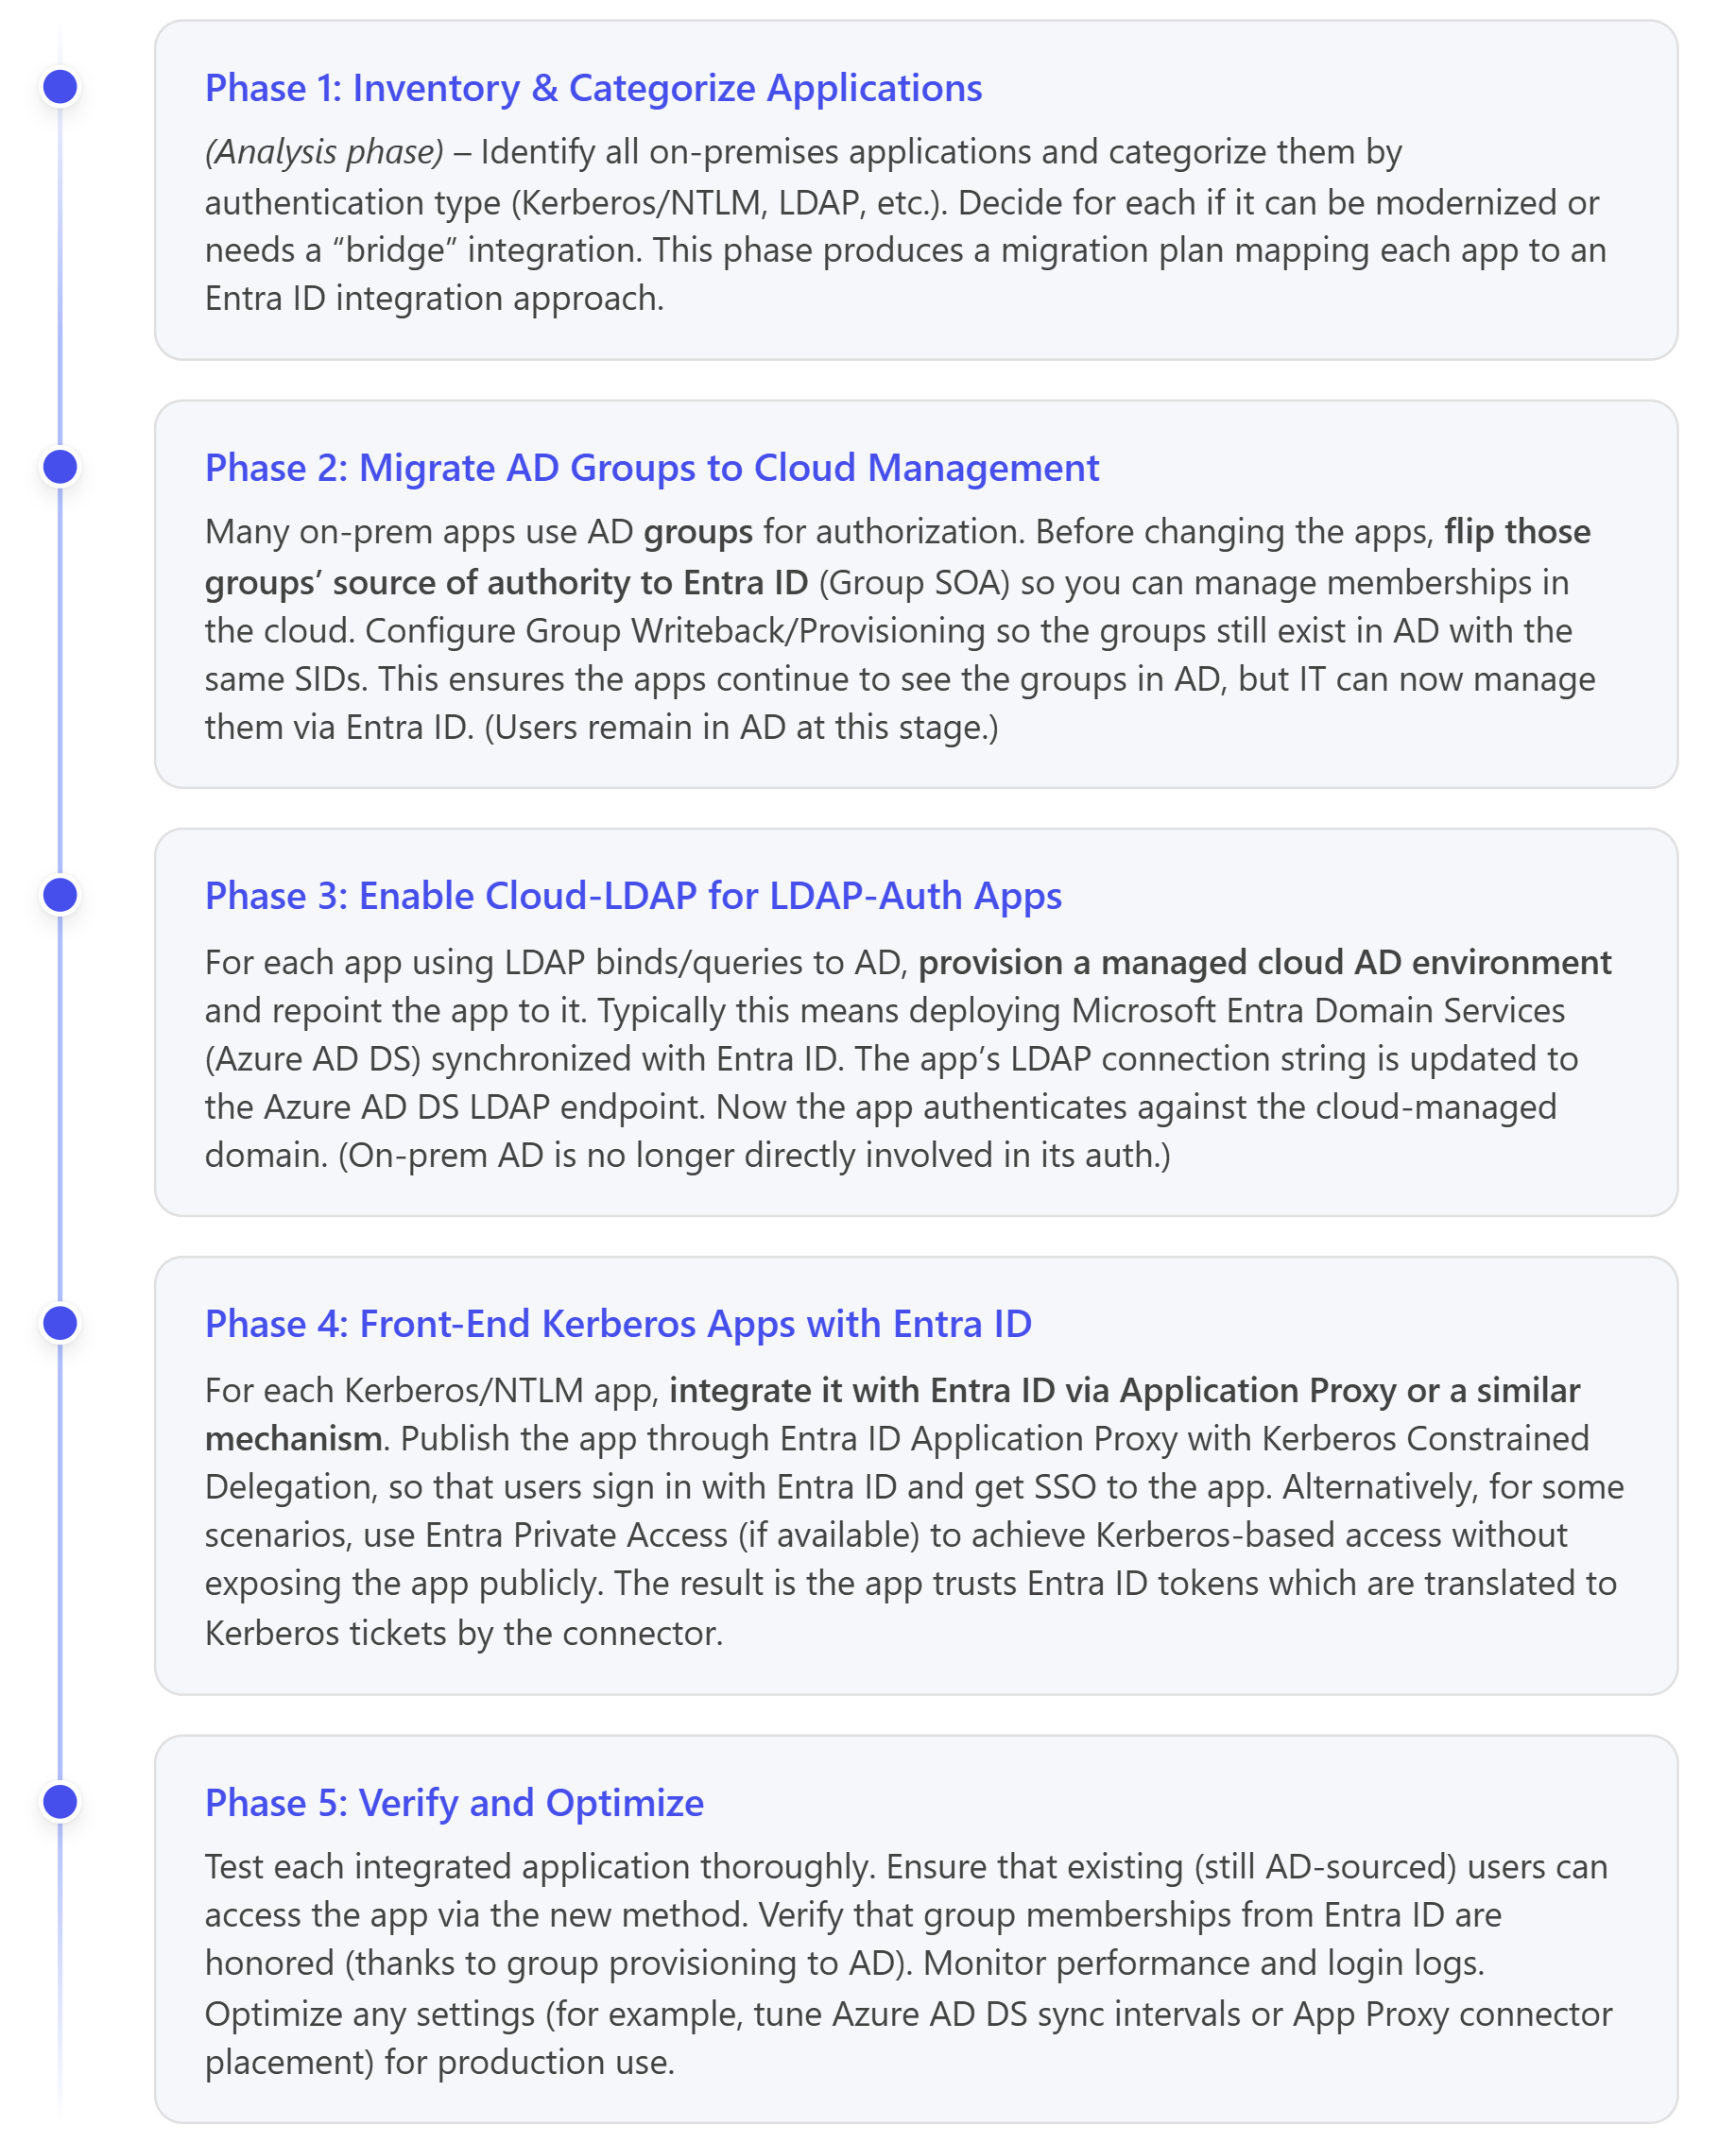 Phase 1: Inventory & Categorize Applications
(Analysis phase) – Identify all on-premises applications and categorize them by
authentication type (Kerberos/NTLM, LDAP, etc.). Decide for each if it can be modernized or
needs a “bridge” integration. This phase produces a migration plan mapping each app to an
Entra ID integration approach.
Phase 2: Migrate AD Groups to Cloud Management
Many on-prem apps use AD groups for authorization. Before changing the apps, flip those
groups’ source of authority to Entra ID (Group SOA) so you can manage memberships in
the cloud. Configure Group Writeback/Provisioning so the groups still exist in AD with the
same SIDs. This ensures the apps continue to see the groups in AD, but IT can now manage
them via Entra ID. (Users remain in AD at this stage.)
Phase 3: Enable Cloud-LDAP for LDAP-Auth Apps
For each app using LDAP binds/queries to AD, provision a managed cloud AD environment
and repoint the app to it. Typically this means deploying Microsoft Entra Domain Services
(Azure AD DS) synchronized with Entra ID. The app’s LDAP connection string is updated to
the Azure AD DS LDAP endpoint. Now the app authenticates against the cloud-managed
domain. (On-prem AD is no longer directly involved in its auth.)
Phase 4: Front-End Kerberos Apps with Entra ID
For each Kerberos/NTLM app, integrate it with Entra ID via Application Proxy or a similar
mechanism. Publish the app through Entra ID Application Proxy with Kerberos Constrained
Delegation, so that users sign in with Entra ID and get SSO to the app. Alternatively, for some
scenarios, use Entra Private Access (if available) to achieve Kerberos-based access without
exposing the app publicly. The result is the app trusts Entra ID tokens which are translated to
Kerberos tickets by the connector.
Phase 5: Verify and Optimize
Test each integrated application thoroughly. Ensure that existing (still AD-sourced) users can
access the app via the new method. Verify that group memberships from Entra ID are
honored (thanks to group provisioning to AD). Monitor performance and login logs.
Optimize any settings (for example, tune Azure AD DS sync intervals or App Proxy connector
placement) for production use.